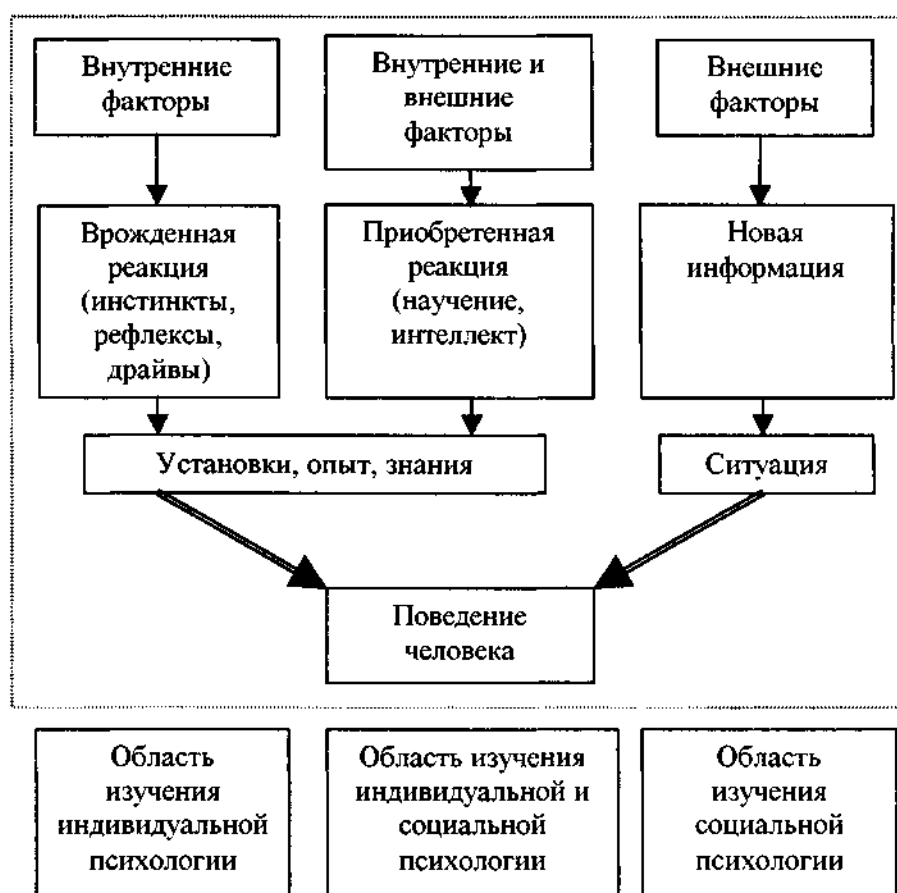 Внутренние
факторы
Внутренние и
внешние
факторы
Внешние
факторы
Врожденная
реакция
(инстинкты,
рефлексы,
драйвы)
Приобретенная
реакция
(научение,
интеллект)
Новая
информация
Установки, опыт, знания
Ситуация
Поведение
человека
Область
изучения
индивидуальной
психологии
Область изучения
индивидуальной и
социальной
психологии
Область
изучения
социальной
психологии